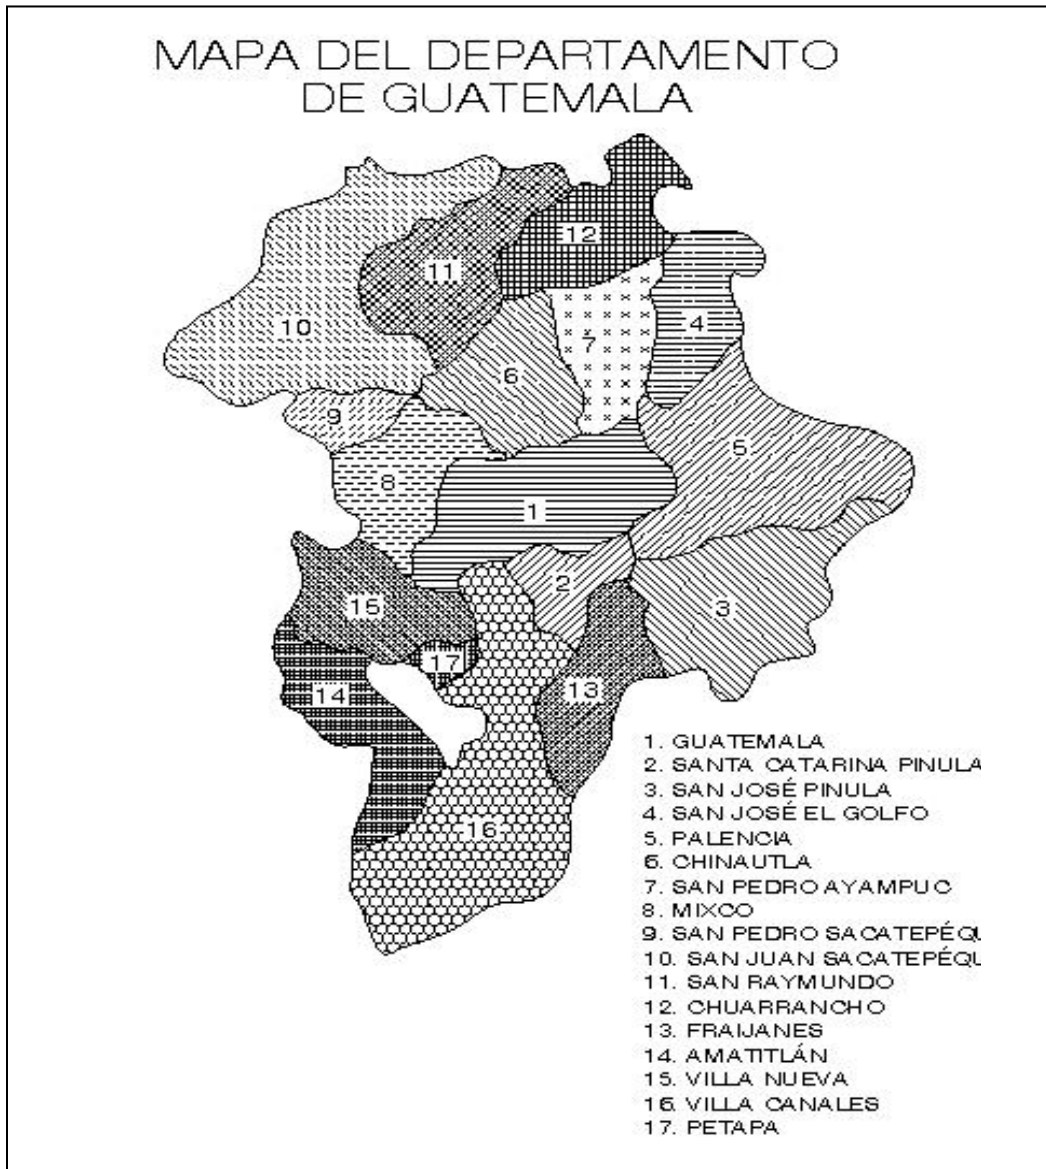 MAPA DEL DEPARTAMENTO
DE GUATEMALA
12
11
10
4
7
6
9
5
8
1
2
3
15
17
14
13
16
1. GUATEMALA
2. SANTA CATARINA PINULA
3. SAN JOSÉ PINULA
4. SAN JOSÉ EL GOLFO
5. PALENCIA
6. CHINAUTLA
7. SAN PEDRO AYAMPUC
8. MIXCO
9. SAN PEDRO SACATEPÉQU
10. SAN JUAN SACATEPÉQU
11. SAN RAYMUNDO
12. CHUARRANCHO
13. FRAIJANES
14. AMATITLÁN
15. VILLA NUEVA
16. VILLA CANALES
17. PETAPA